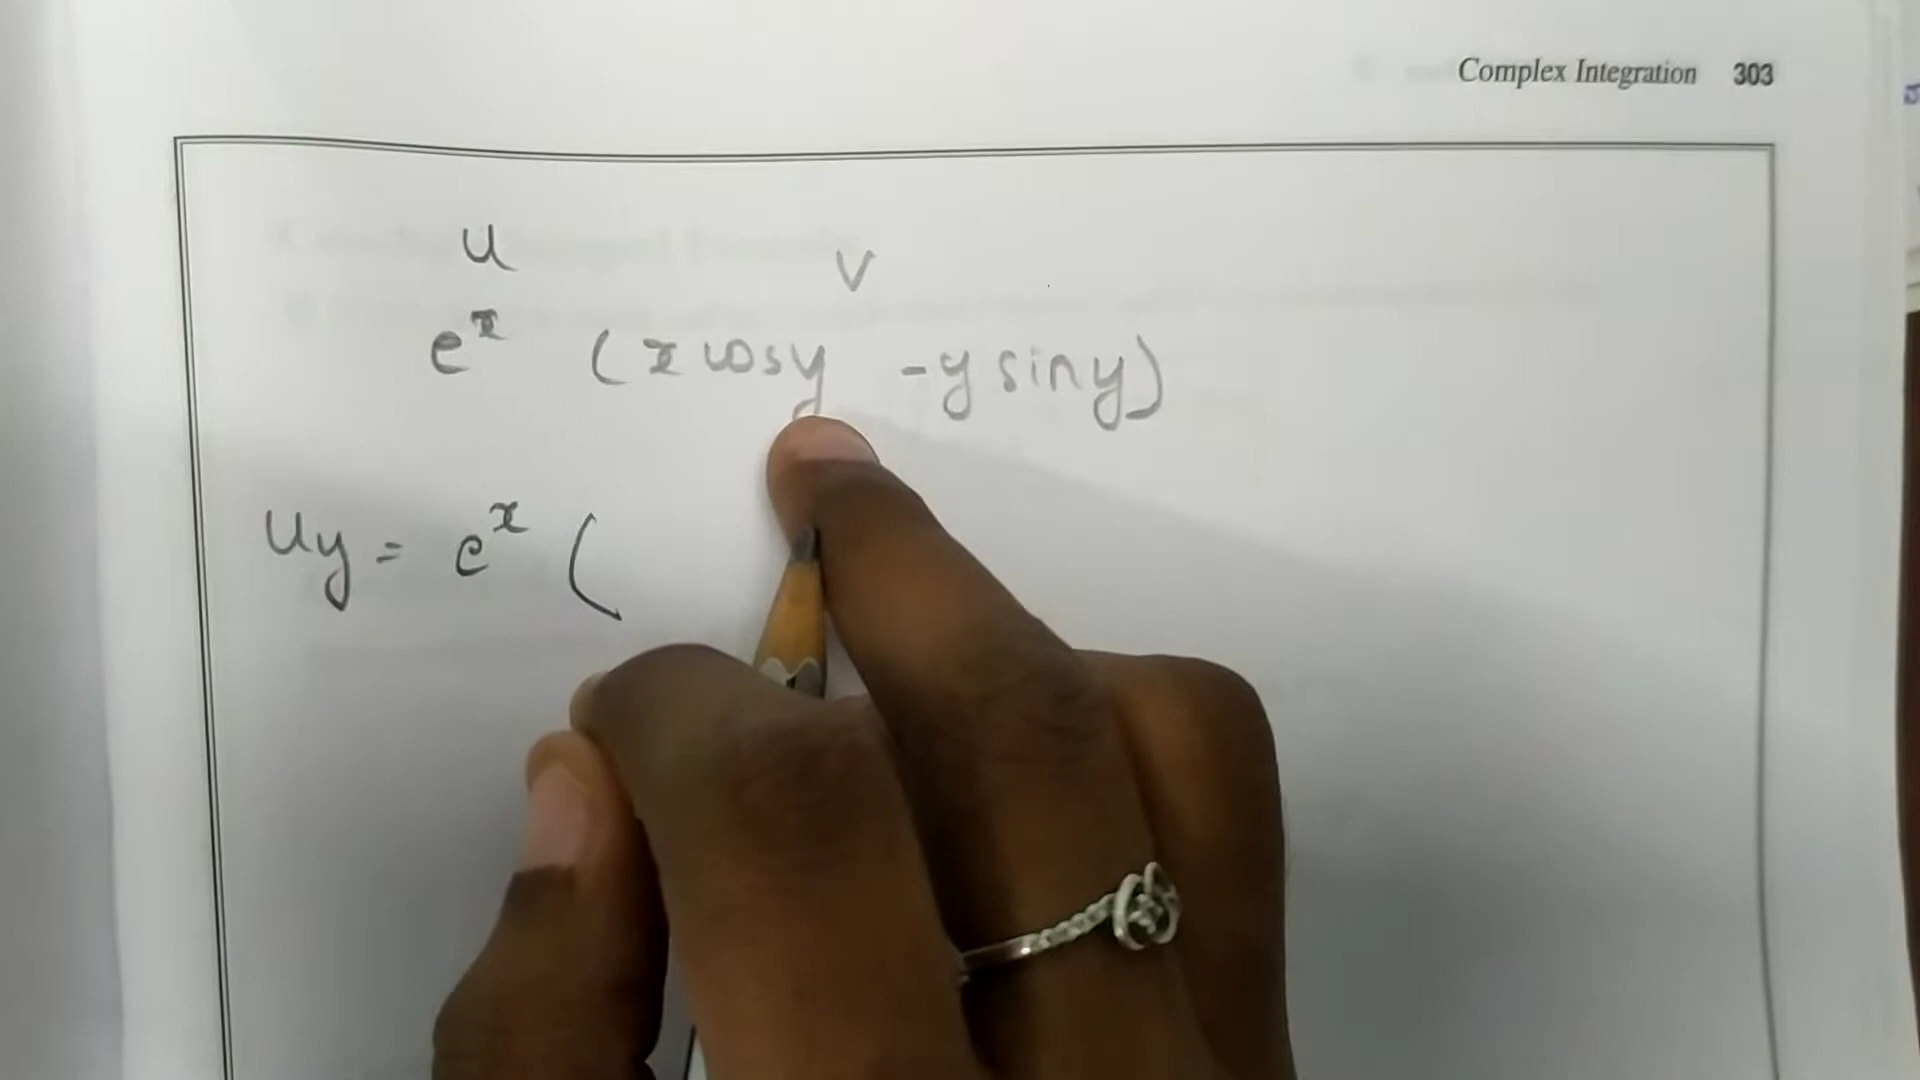 Complex Integration 303
u v
e^x (x cosy -y siny)
uy = e^x (